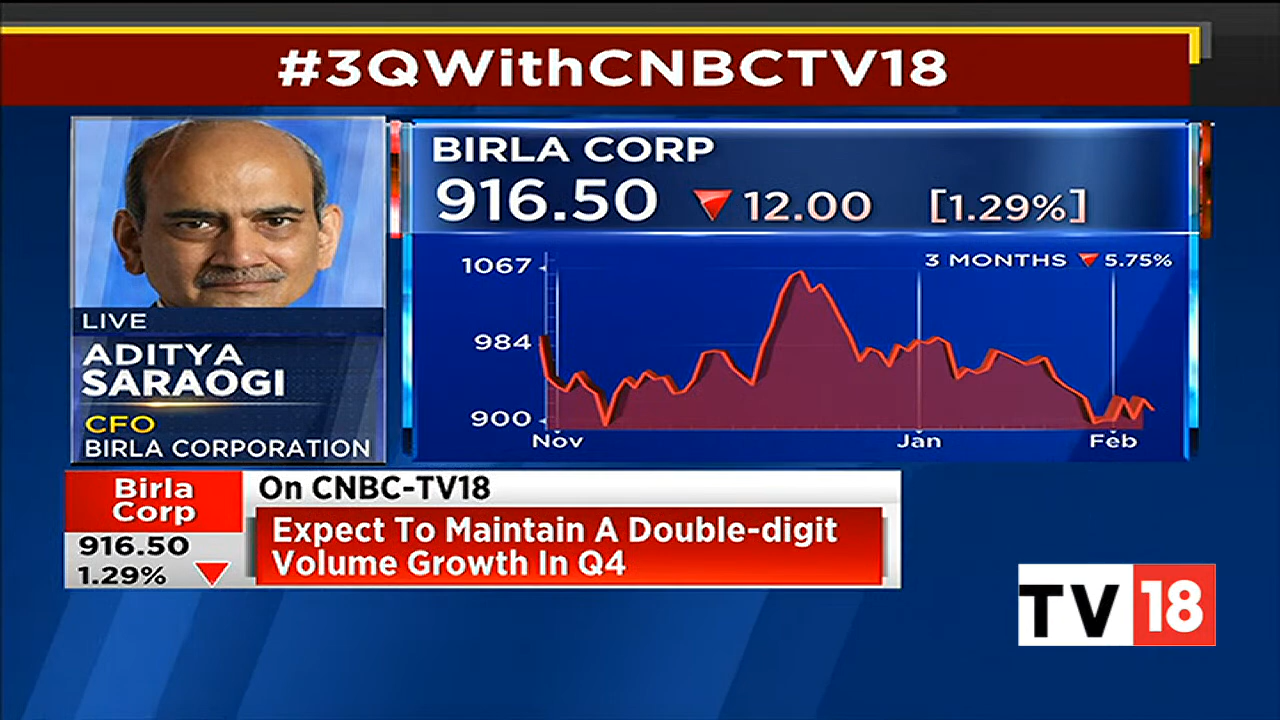 #3QWithCNBCTV18
BIRLA CORP
916.50 ▼ 12.00 [1.29%]
3 MONTHS ▼ 5.75%
1067
984
900
Nov Jan Feb
LIVE
ADITYA
SARAOGI
CFO
BIRLA CORPORATION
Birla
Corp
916.50
1.29% ▼
On CNBC-TV18
Expect To Maintain A Double-digit
Volume Growth In Q4
TV18